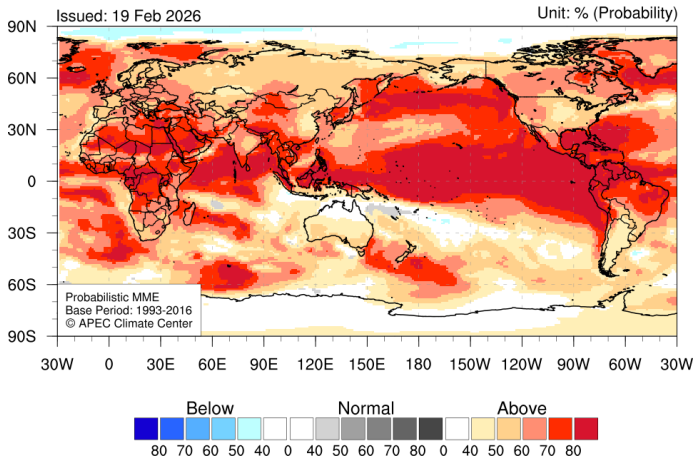 Issued: 19 Feb 2026
Unit: % (Probability)
90N
60N
30N
0
30S
60S
90S
Probabilistic MME
Base Period: 1993-2016
© APEC Climate Center
30W 0 30E 60E 90E 120E 150E 180 150W 120W 90W 60W 30W
Below Normal Above
80 70 60 50 40 0 40 50 60 70 80 0 40 50 60 70 80